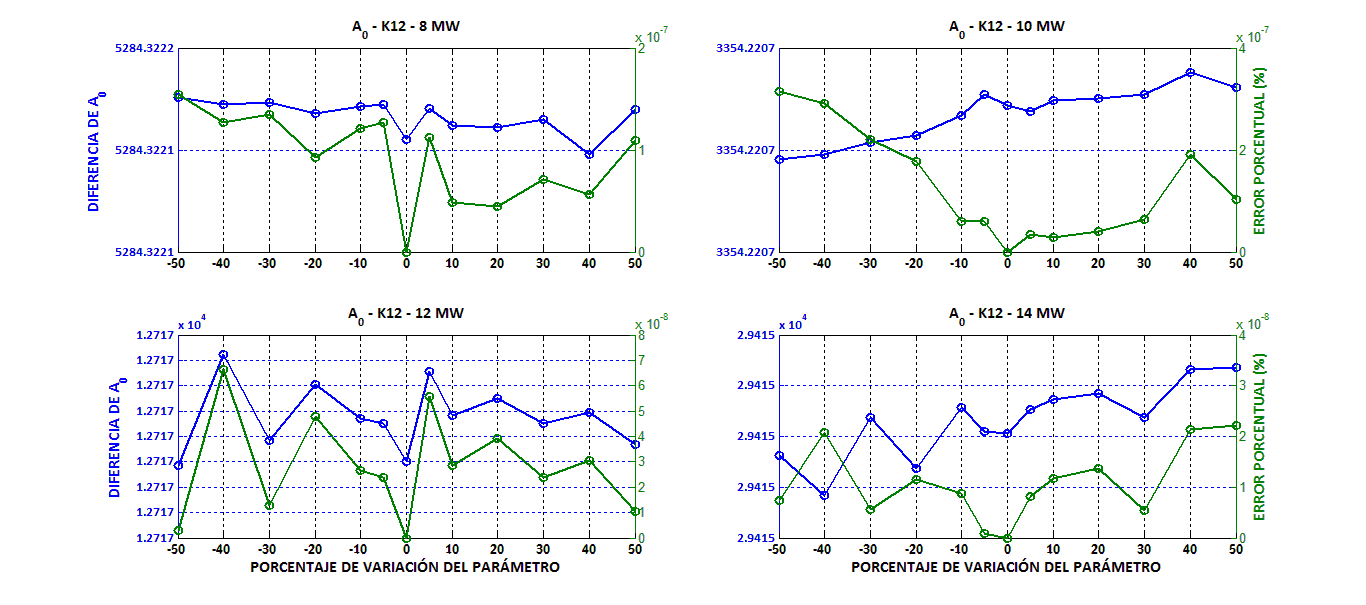 A0 - K12 - 8 MW
x 10-7
5284.3222
5284.3221
5284.3221
DIFERENCIA DE A0
2
1
0
-50 -40 -30 -20 -10 0 10 20 30 40 50
A0 - K12 - 10 MW
x 10-7
3354.2207
3354.2207
3354.2207
4
2
0
ERROR PORCENTUAL (%)
-50 -40 -30 -20 -10 0 10 20 30 40 50
A0 - K12 - 12 MW
x 10 4
x 10-8
1.2717
1.2717
1.2717
1.2717
1.2717
1.2717
1.2717
1.2717
1.2717
DIFERENCIA DE A0
8
7
6
5
4
3
2
1
0
-50 -40 -30 -20 -10 0 10 20 30 40 50
PORCENTAJE DE VARIACIÓN DEL PARÁMETRO
A0 - K12 - 14 MW
x 10 4
x 10-8
2.9415
2.9415
2.9415
2.9415
2.9415
4
3
2
1
0
ERROR PORCENTUAL (%)
-50 -40 -30 -20 -10 0 10 20 30 40 50
PORCENTAJE DE VARIACIÓN DEL PARÁMETRO